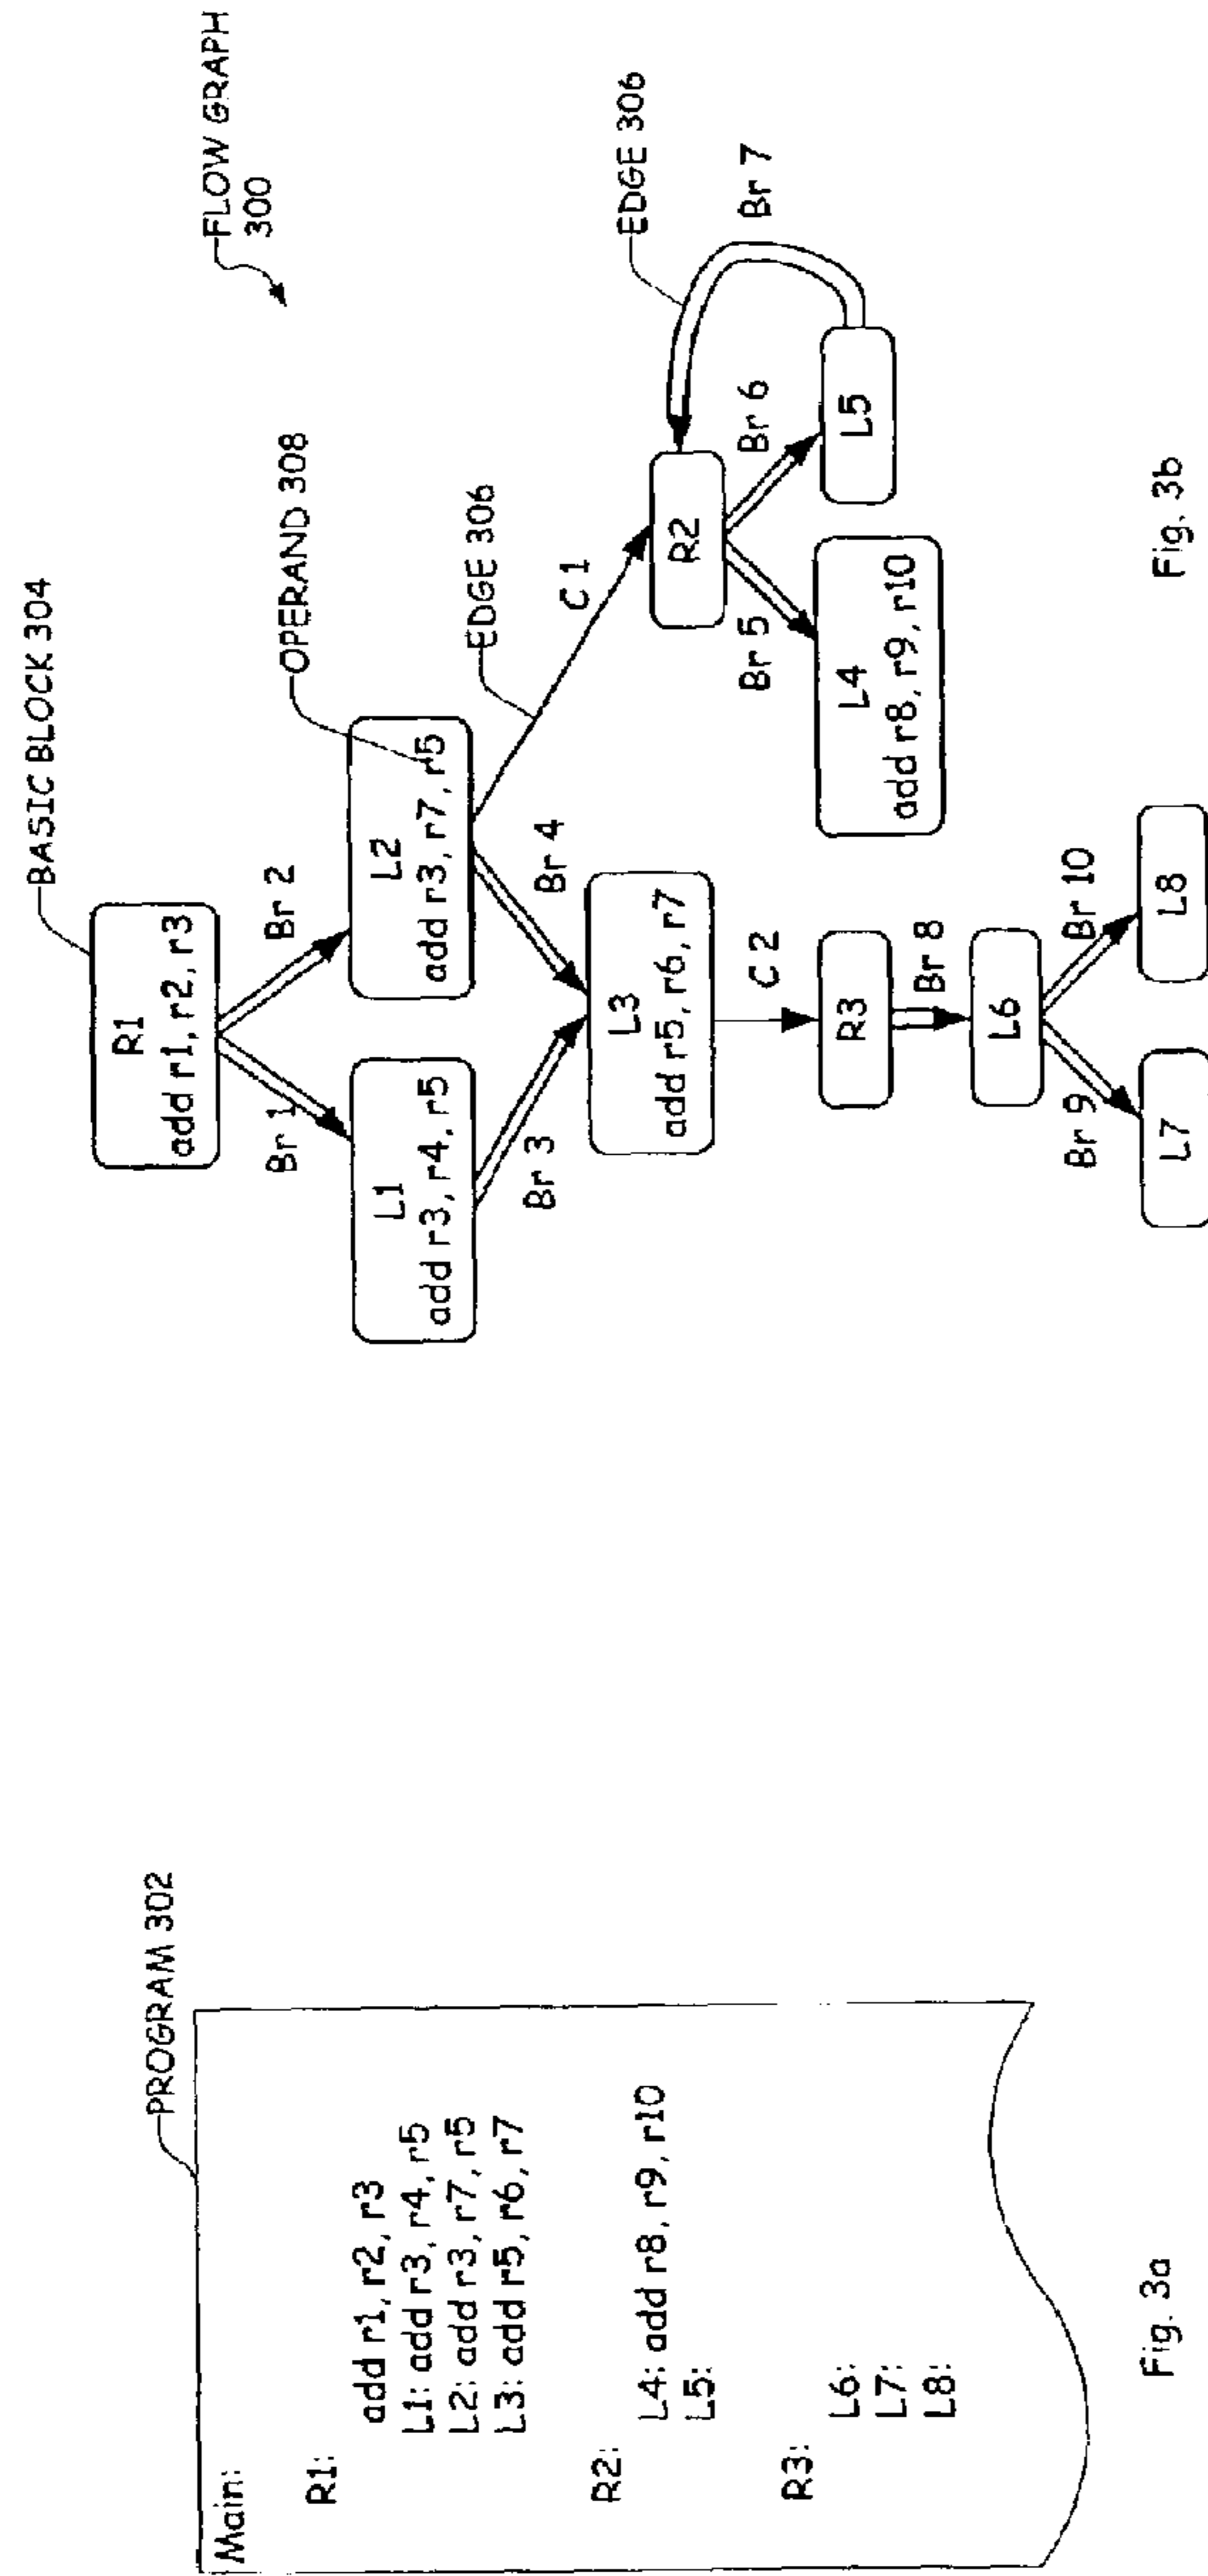 PROGRAM 302
Main:
R1:
add r1, r2, r3
L1: add r3, r4, r5
L2: add r3, r7, r5
L3: add r5, r6, r7
R2:
L4: add r8, r9, r10
L5:
R3:
L6:
L7:
L8:
Fig. 3a
FLOW GRAPH
300
BASIC BLOCK 304
R1
add r1, r2, r3
Br 1
Br 2
OPERAND 308
L1
add r3, r4, r5
L2
add r3, r7, r5
EDGE 306
Br 3
Br 4
C 1
EDGE 306
L3
add r5, r6, r7
R2
Br 7
C 2
Br 5
Br 6
R3
L4
add r8, r9, r10
L5
Br 8
L6
Br 9
Br 10
L7
L8
Fig. 3b